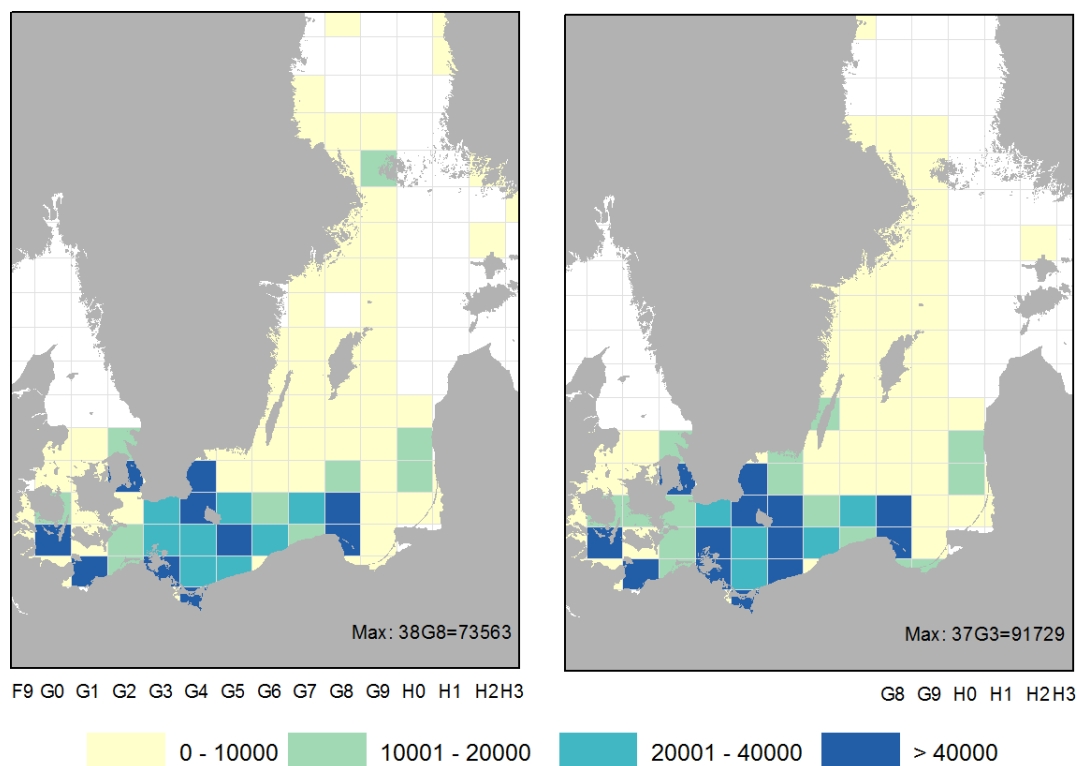 Max: 38G8=73563
Max: 37G3=91729
F9 G0 G1 G2 G3 G4 G5 G6 G7 G8 G9 H0 H1 H2 H3
G8 G9 H0 H1 H2 H3
0 - 10000 10001 - 20000 20001 - 40000 > 40000